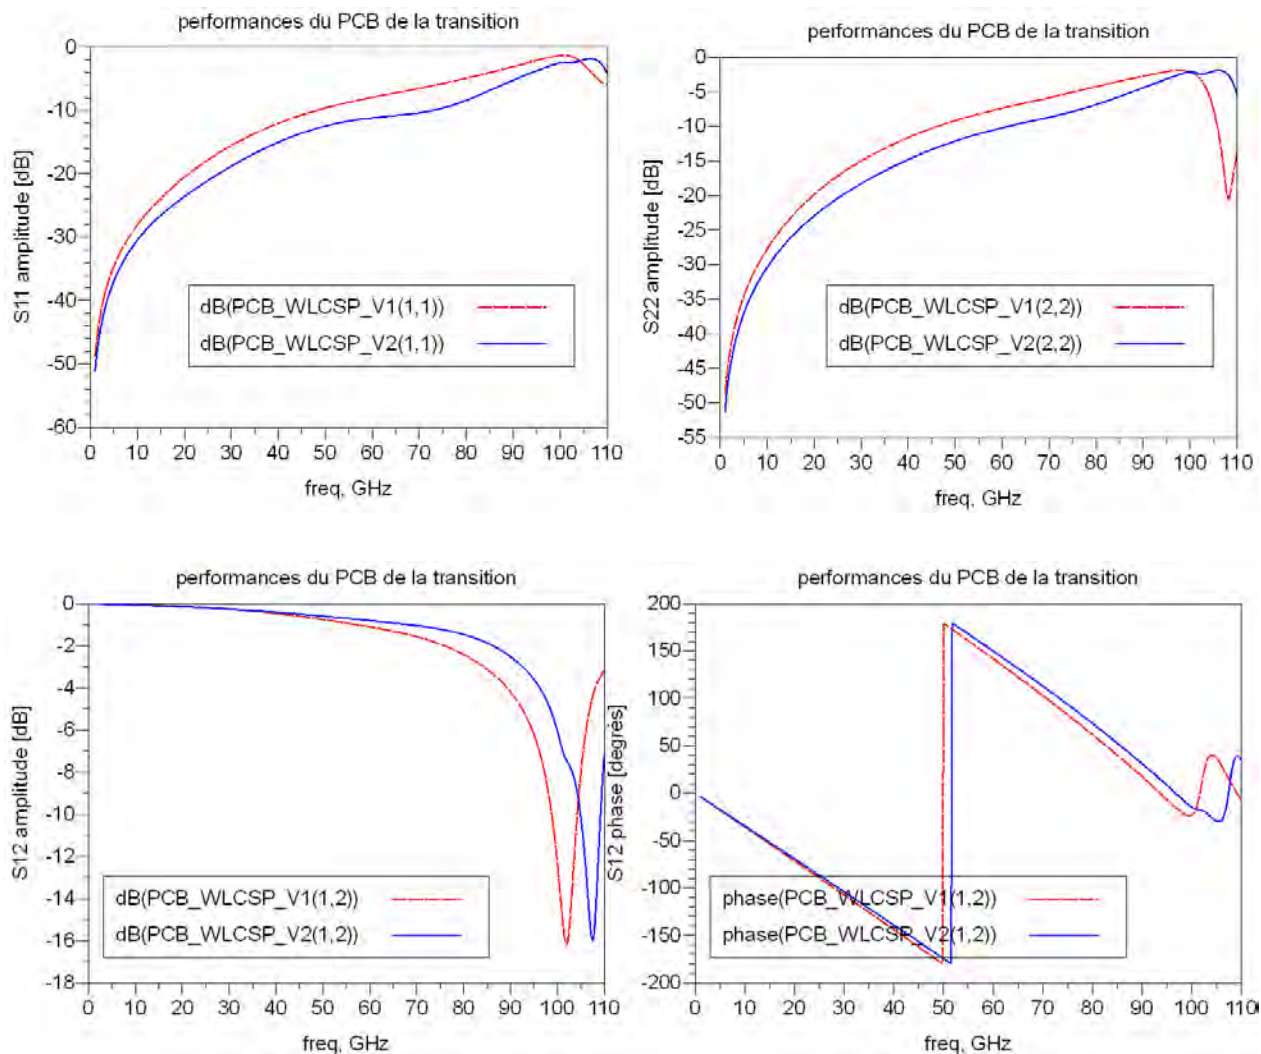 performances du PCB de la transition
S11 amplitude [dB]
-0
-10
-20
-30
-40
-50
-60
dB(PCB_WLCSP_V1(1,1))
dB(PCB_WLCSP_V2(1,1))
0 10 20 30 40 50 60 70 80 90 100 110
freq, GHz
performances du PCB de la transition
S22 amplitude [dB]
0
-5
-10
-15
-20
-25
-30
-35
-40
-45
-50
-55
dB(PCB_WLCSP_V1(2,2))
dB(PCB_WLCSP_V2(2,2))
0 10 20 30 40 50 60 70 80 90 100 110
freq, GHz
performances du PCB de la transition
S12 amplitude [dB]
0
-2
-4
-6
-8
-10
-12
-14
-16
-18
dB(PCB_WLCSP_V1(1,2))
dB(PCB_WLCSP_V2(1,2))
0 10 20 30 40 50 60 70 80 90 100 110
freq, GHz
performances du PCB de la transition
S12 phase [degrès]
200
150
100
50
0
-50
-100
-150
-200
phase(PCB_WLCSP_V1(1,2))
phase(PCB_WLCSP_V2(1,2))
0 10 20 30 40 50 60 70 80 90 100 110
freq, GHz